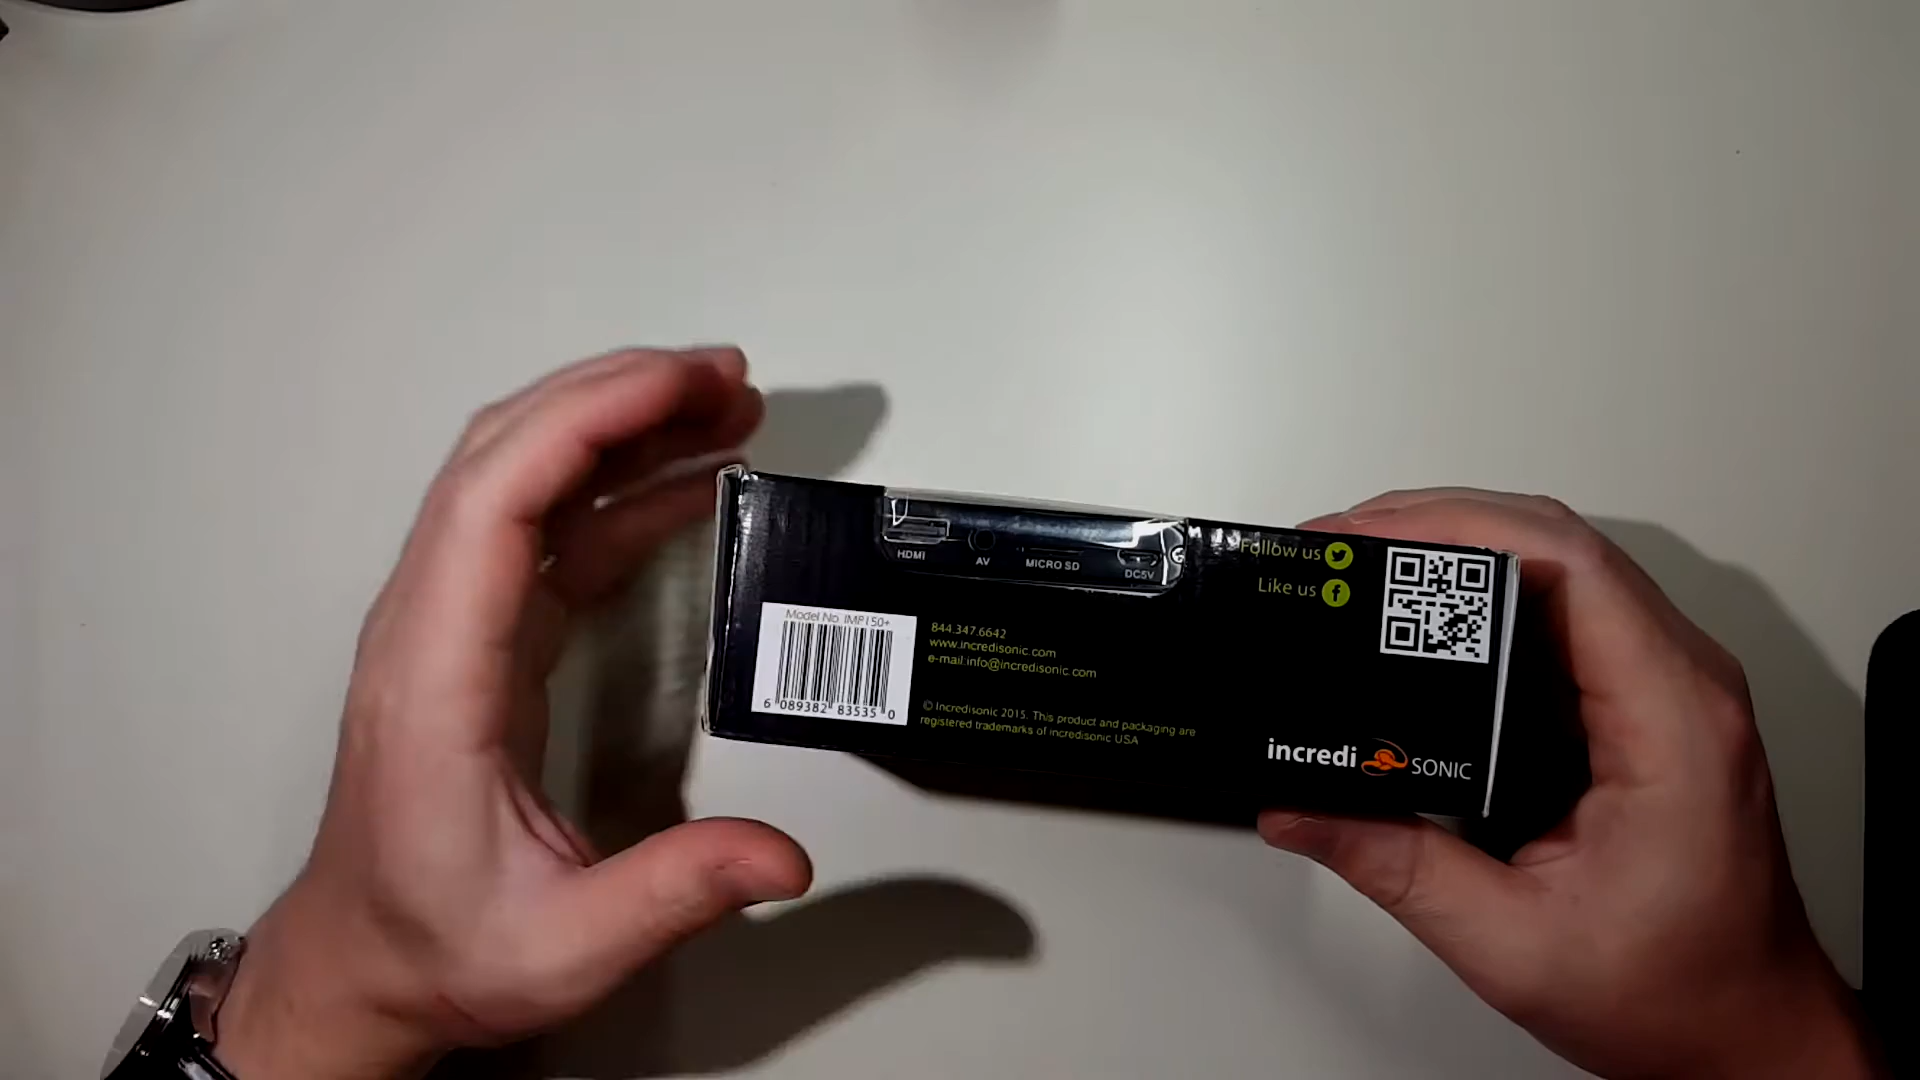 HDMI
AV
MICRO SD
DC5V
Follow us
Like us
Model No. IMP150+
6 089382 83535 0
844.347.6642
www.incredisonic.com
e-mail.info@incredisonic.com
© Incredisonic 2015. This product and packaging are
registered trademarks of incredisonic USA
incredi SONIC